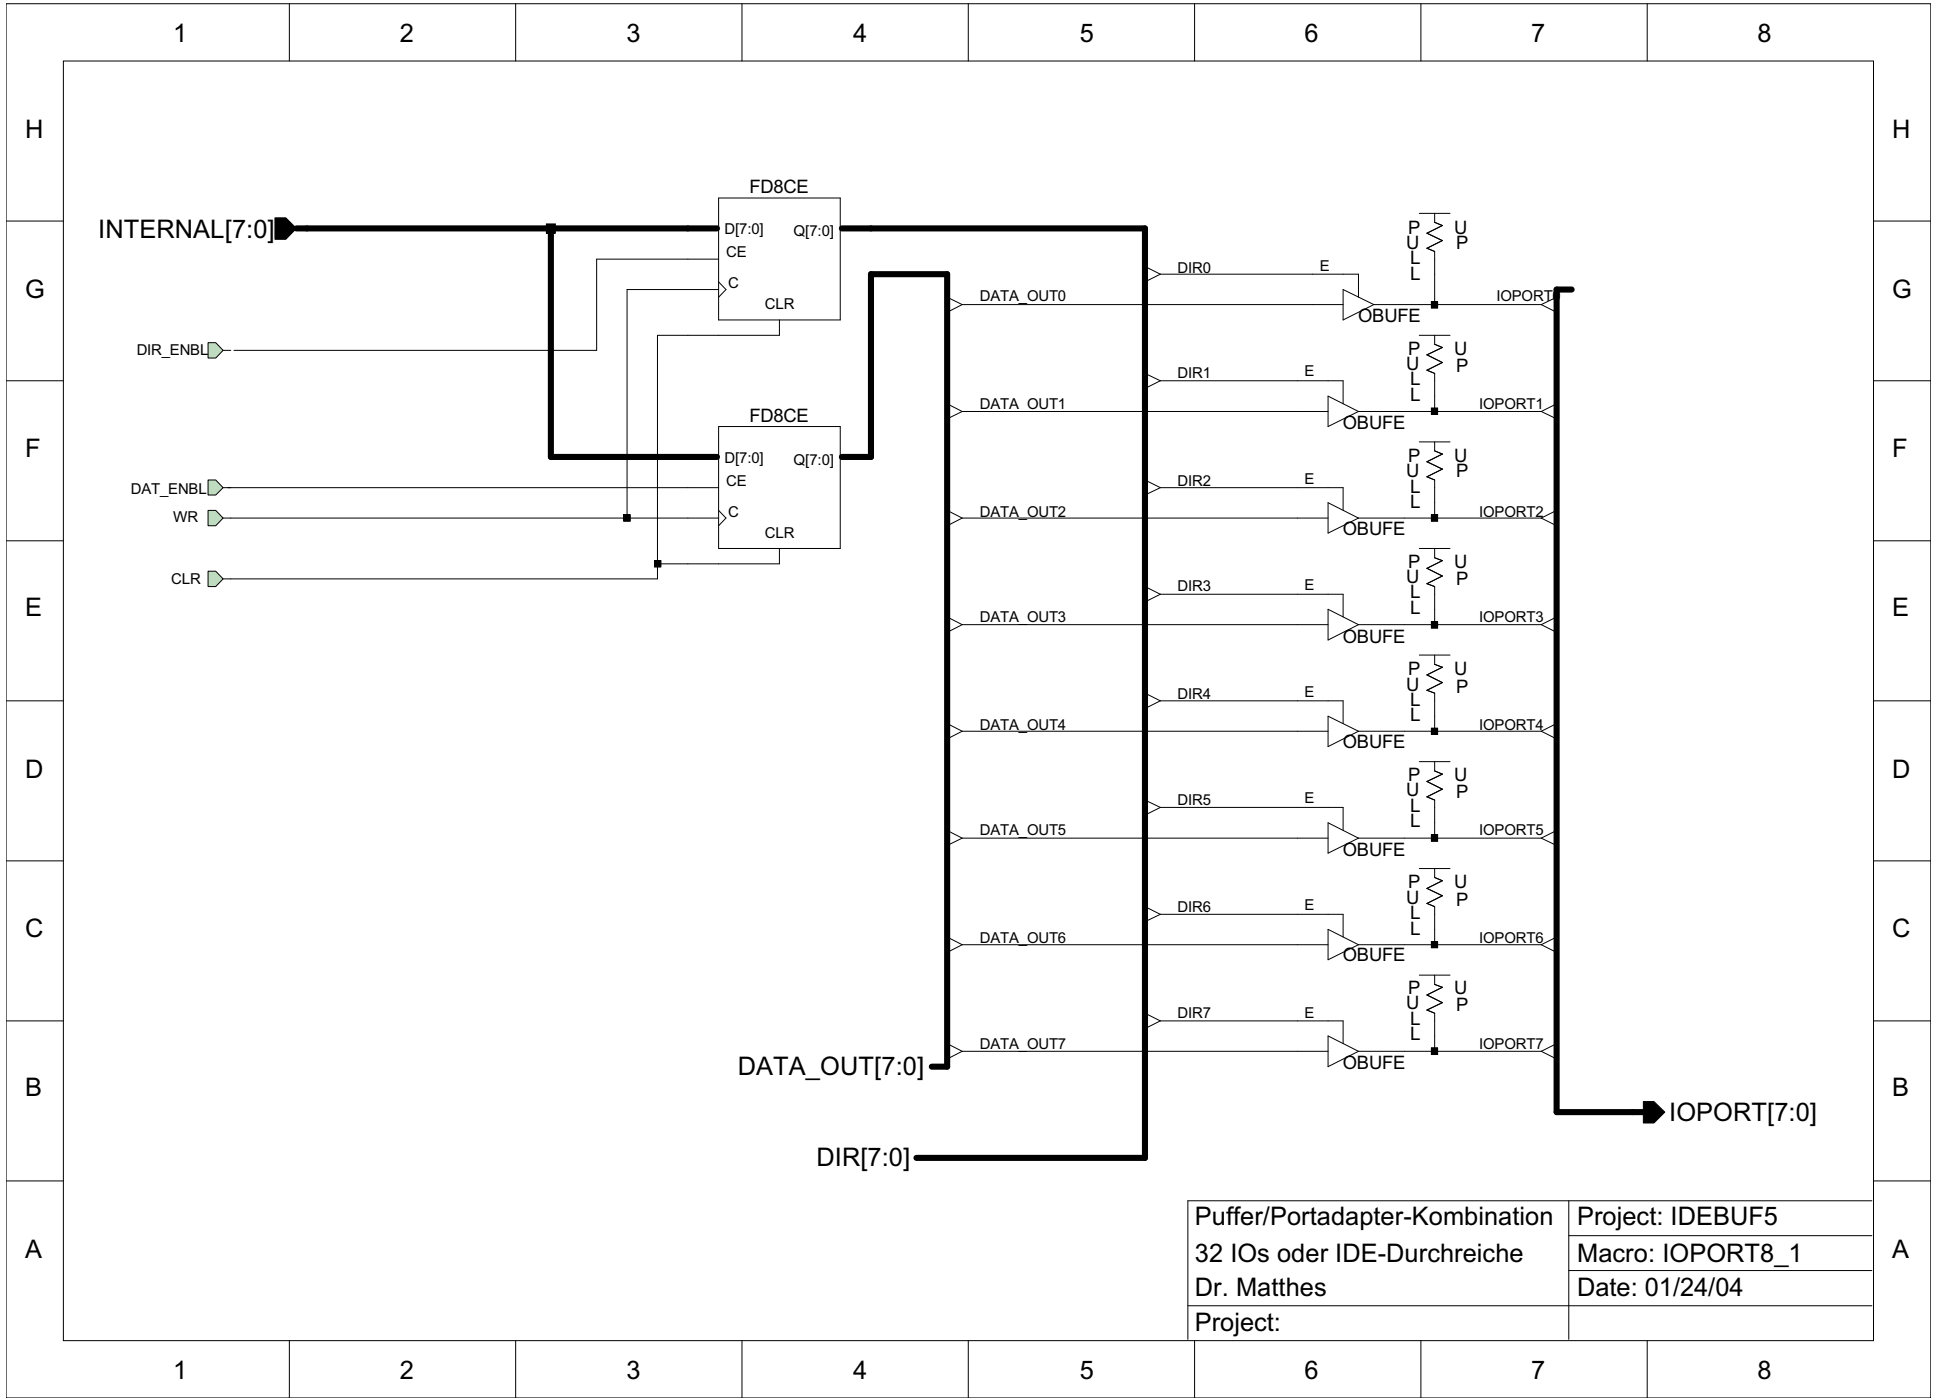 1 2 3 4 5 6 7 8
H H
FD8CE
INTERNAL[7:0]
D[7:0] Q[7:0]
CE
C
CLR
PULL UP
DIR0 E
G G
DATA_OUT0 IOPORT
OBUFE
DIR_ENBL
PULL UP
DIR1 E
DATA_OUT1 IOPORT1
OBUFE
FD8CE
F F
D[7:0] Q[7:0]
CE
C
CLR
DAT_ENBL
WR
PULL UP
DIR2 E
DATA_OUT2 IOPORT2
OBUFE
CLR
PULL UP
DIR3 E
E E
DATA_OUT3 IOPORT3
OBUFE
PULL UP
DIR4 E
DATA_OUT4 IOPORT4
OBUFE
D D
PULL UP
DIR5 E
DATA_OUT5 IOPORT5
OBUFE
PULL UP
DIR6 E
C C
DATA_OUT6 IOPORT6
OBUFE
PULL UP
DIR7 E
DATA_OUT7 IOPORT7
OBUFE
DATA_OUT[7:0]
B B
IOPORT[7:0]
DIR[7:0]
Puffer/Portadapter-Kombination Project: IDEBUF5
A A
32 IOs oder IDE-Durchreiche Macro: IOPORT8_1
Dr. Matthes Date: 01/24/04
Project:
1 2 3 4 5 6 7 8